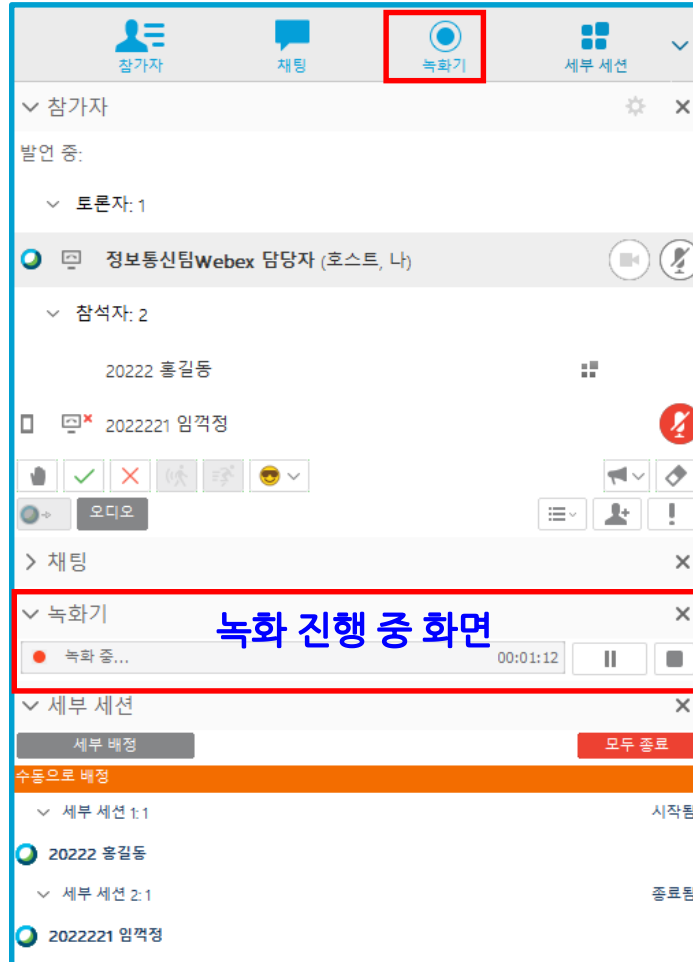 참가자 채팅 녹화기 세부 세션
참가자
발언 중:
토론자: 1
정보통신팀Webex 담당자 (호스트, 나)
참석자: 2
20222 홍길동
2022221 임꺽정
오디오
채팅
녹화기
녹화 진행 중 화면
녹화 중... 00:01:12
세부 세션
세부 배정 모두 종료
수동으로 배정
세부 세션 1: 1 시작됨
20222 홍길동
세부 세션 2: 1 종료됨
2022221 임꺽정